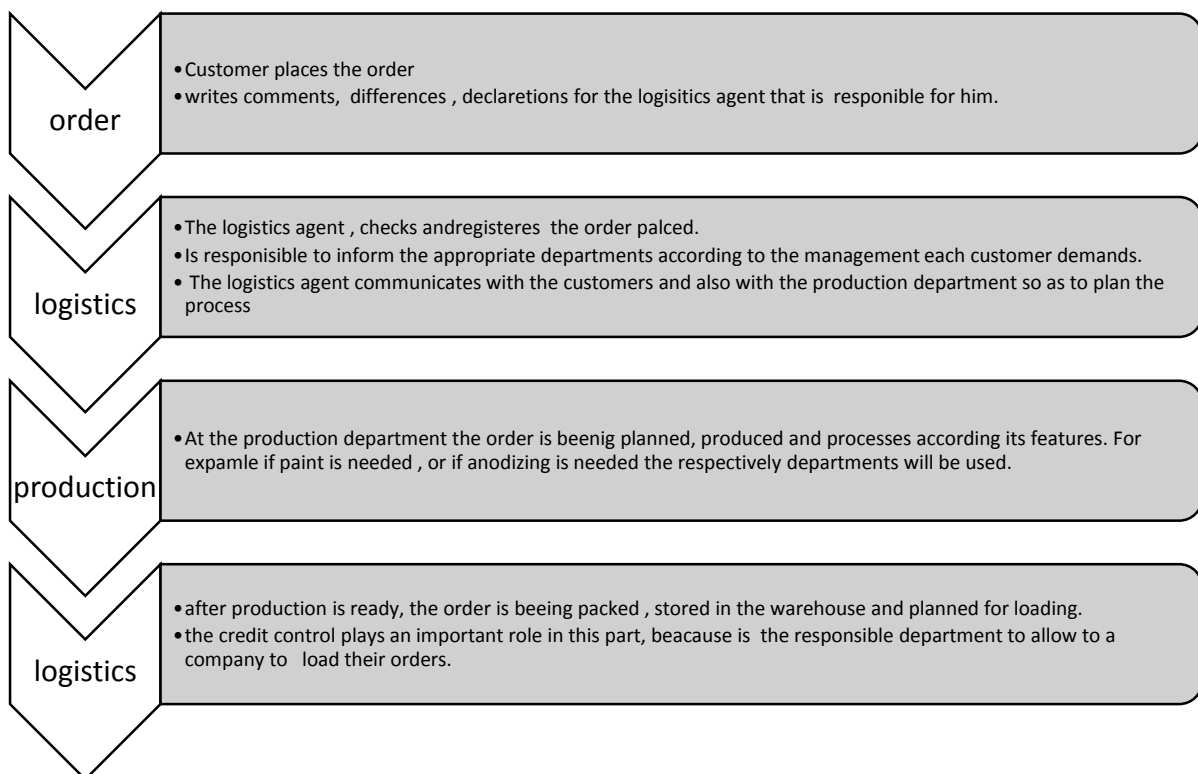 order
•Customer places the order
•writes comments, differences , declaretions for the logisitics agent that is responible for him.
logistics
•The logistics agent , checks andregisteres the order palced.
•Is responisible to inform the appropriate departments according to the management each customer demands.
• The logistics agent communicates with the customers and also with the production department so as to plan the
process
production
•At the production department the order is beenig planned, produced and processes according its features. For
expamle if paint is needed , or if anodizing is needed the respectively departments will be used.
logistics
•after production is ready, the order is beeing packed , stored in the warehouse and planned for loading.
•the credit control plays an important role in this part, beacause is the responsible department to allow to a
company to load their orders.